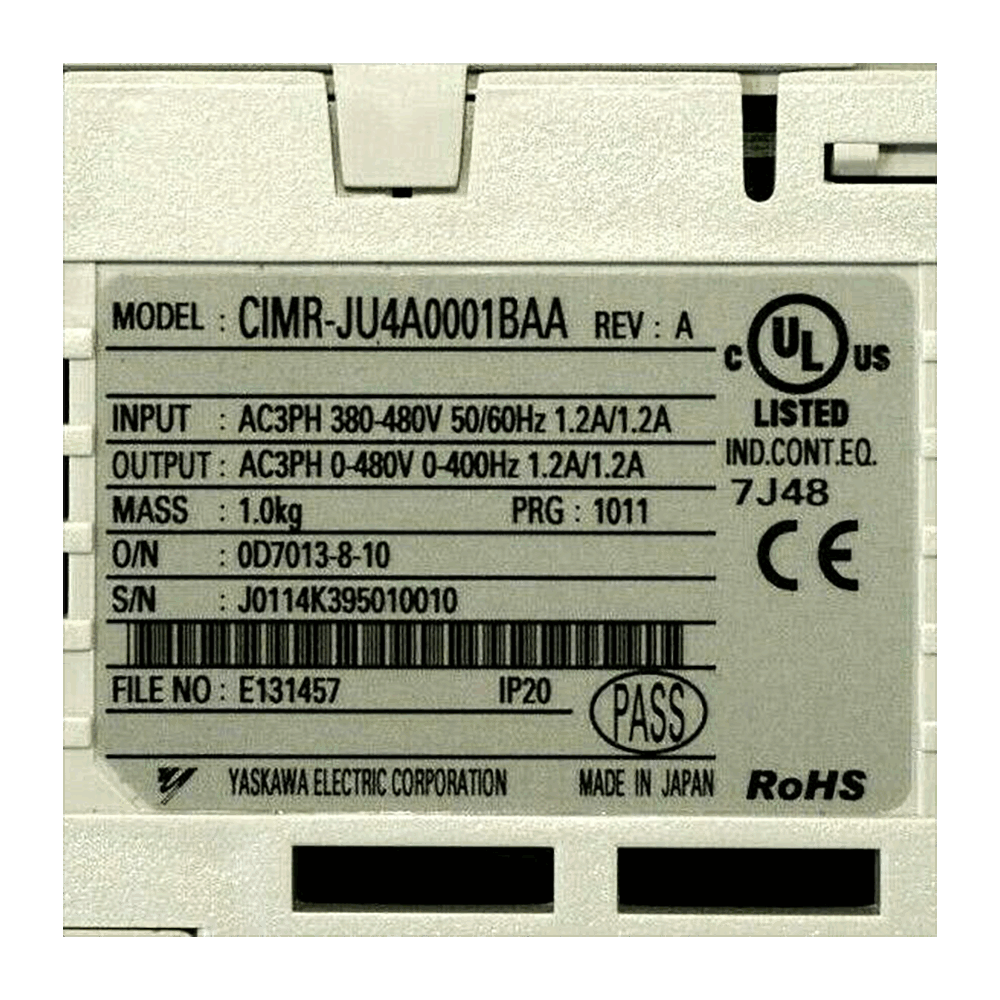 MODEL : CIMR-JU4A0001BAA REV : A
C UL US
LISTED
INPUT : AC3PH 380-480V 50/60Hz 1.2A/1.2A
IND.CONT.EQ.
OUTPUT : AC3PH 0-480V 0-400Hz 1.2A/1.2A
7J48
MASS : 1.0kg PRG : 1011
CE
O/N : 0D7013-8-10
S/N : J0114K395010010
FILE NO : E131457 IP20
PASS
YASKAWA ELECTRIC CORPORATION MADE IN JAPAN RoHS